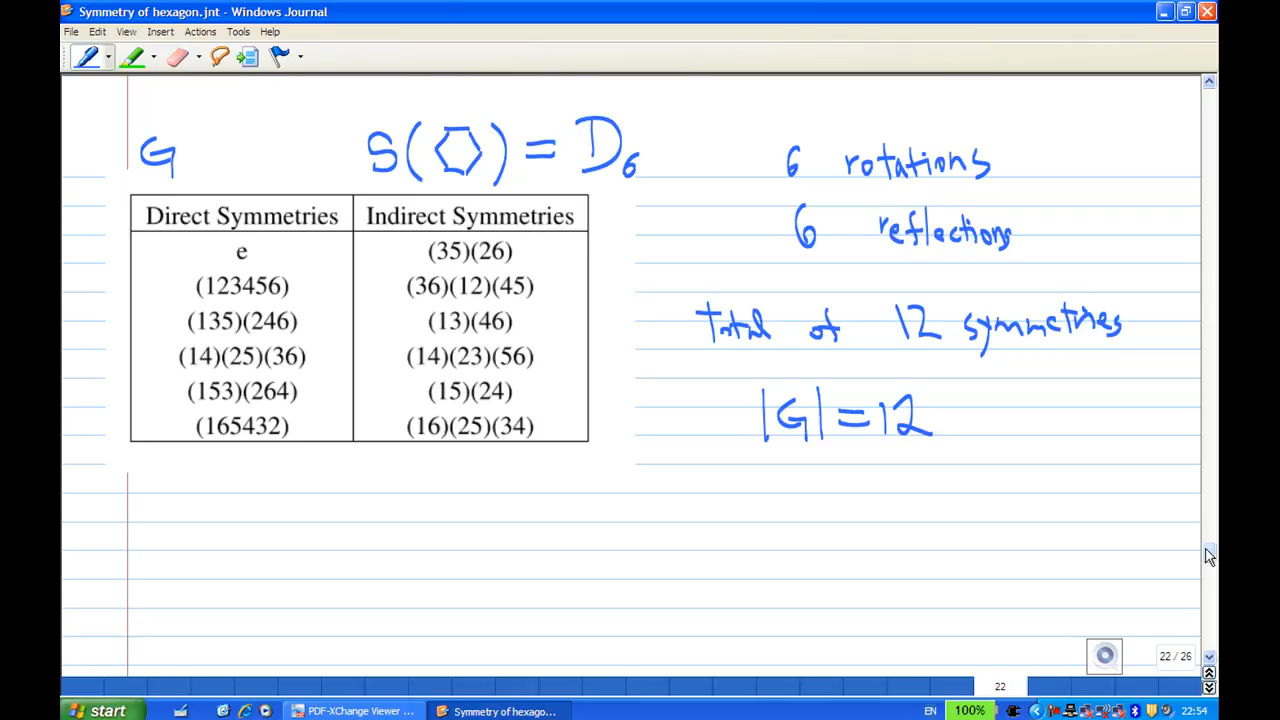 Symmetry of hexagon.jnt - Windows Journal
File Edit View Insert Actions Tools Help
G S( ) = D6
6 rotations
6 reflections
Direct Symmetries Indirect Symmetries
e (35)(26)
(123456) (36)(12)(45)
(135)(246) (13)(46)
(14)(25)(36) (14)(23)(56)
(153)(264) (15)(24)
(165432) (16)(25)(34)
total of 12 symmetries
|G| = 12
22 / 26
22
start PDF-XChange Viewer ... Symmetry of hexago... EN 100% 22:54